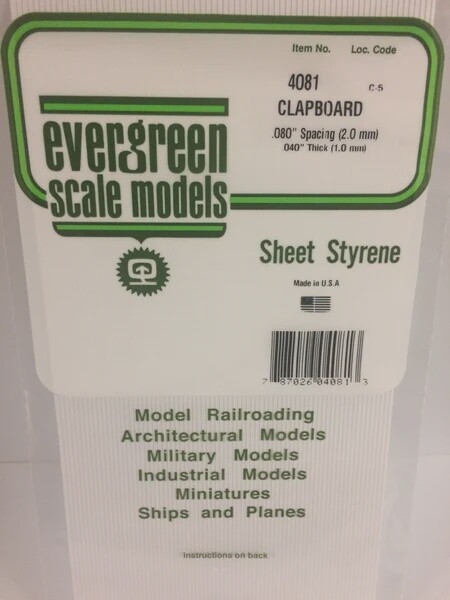 Item No. Loc. Code
4081 C-5
CLAPBOARD
.080" Spacing (2.0 mm)
.040" Thick (1.0 mm)
evergreen
scale models
Sheet Styrene
Made in U.S.A
7 87026 04081 3
Model Railroading
Architectural Models
Military Models
Industrial Models
Miniatures
Ships and Planes
Instructions on back